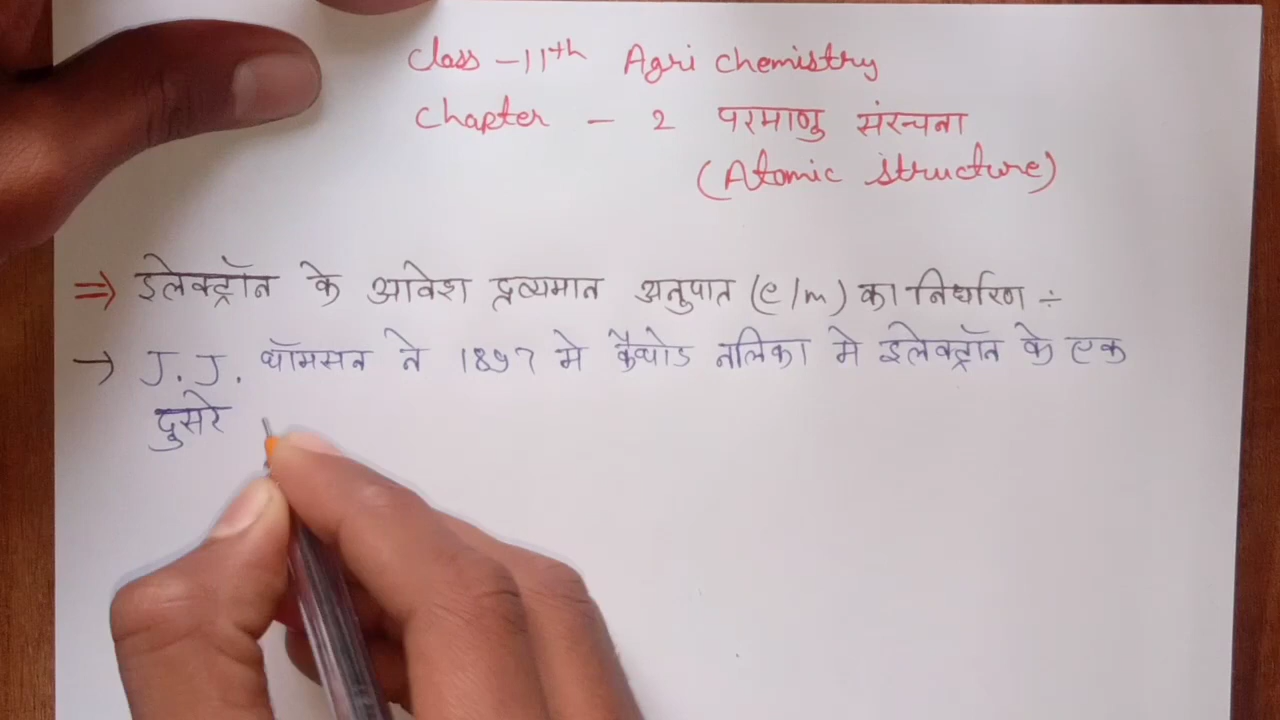 Class - 11th Agri chemistry
Chapter - 2 परमाणु संरचना
(Atomic structure)
⇒ इलेक्ट्रॉन के आवेश द्रव्यमान अनुपात (e/m) का निर्धारण ÷
→ J.J. थॉमसन ने 1897 मे कैथोड नलिका मे इलेक्ट्रॉन के एक
दुसरे